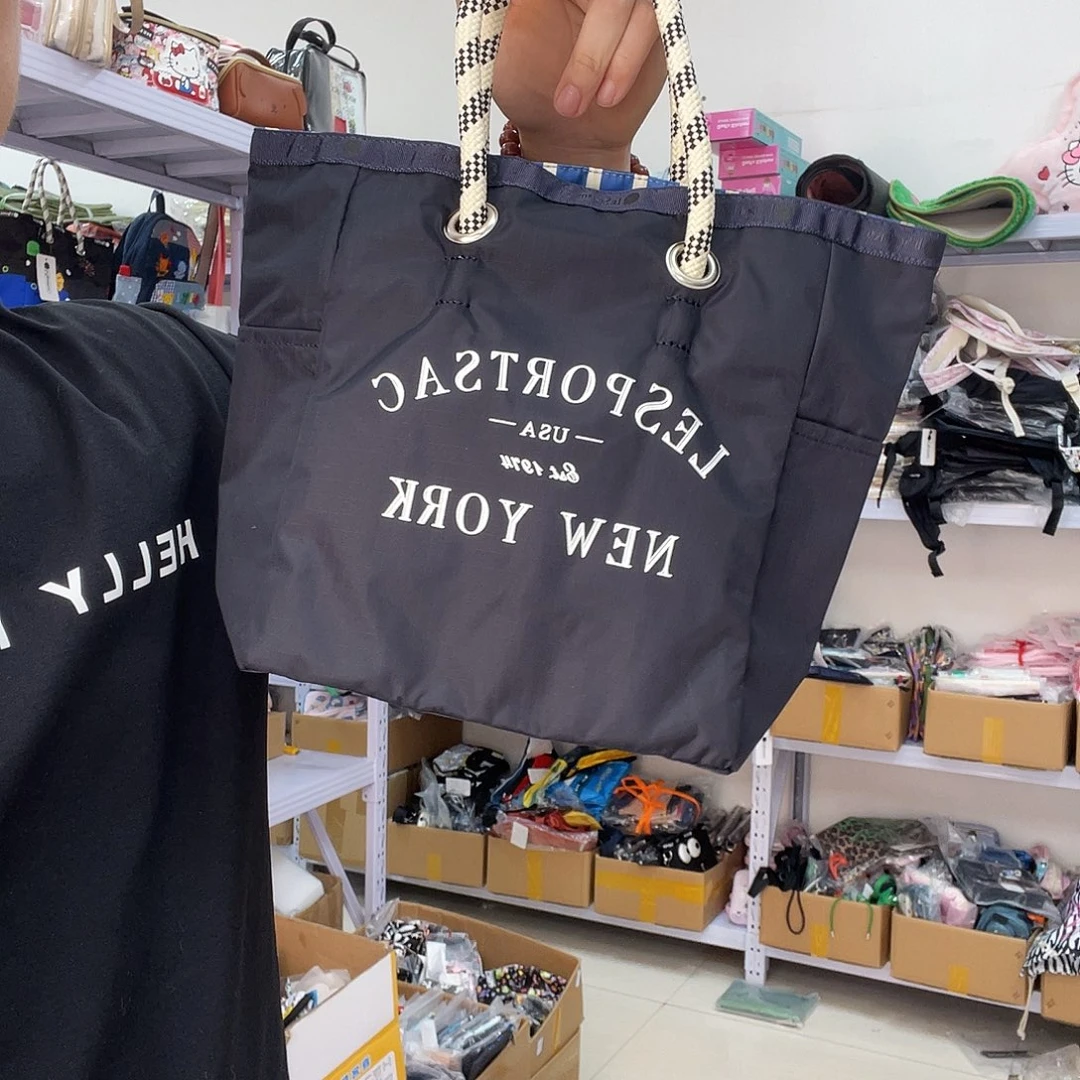 LESPORTSAC
USA
Est. 1974
NEW YORK
HELLY